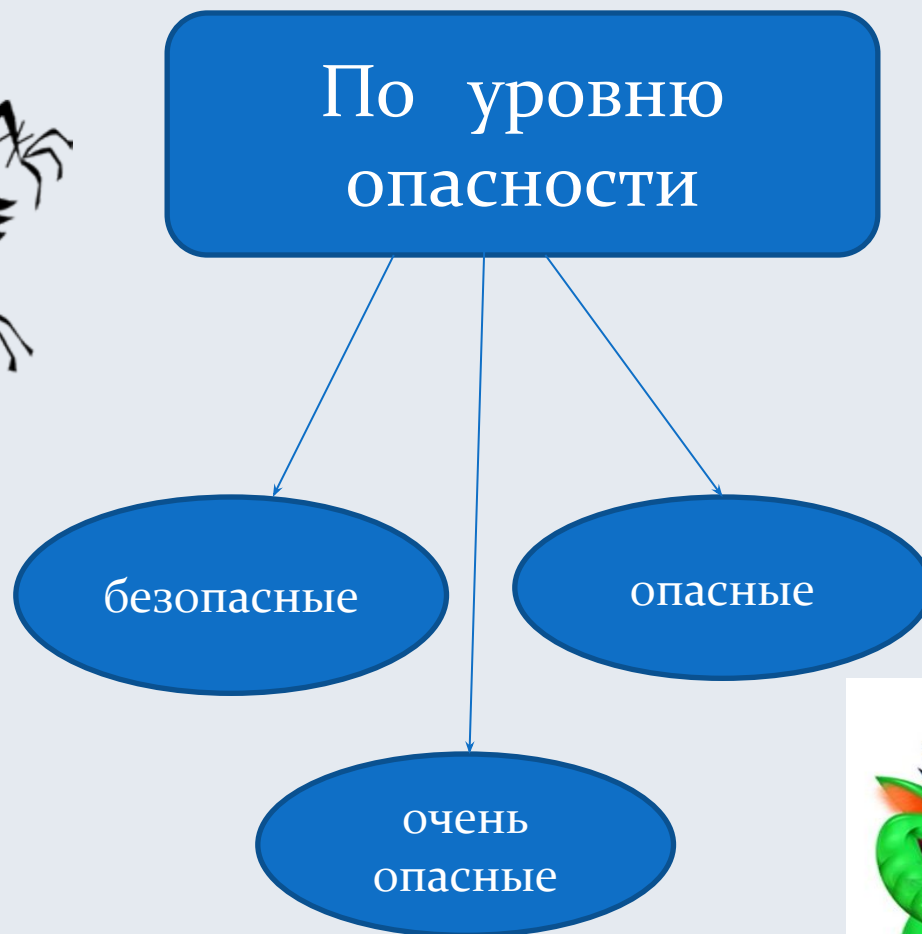 По уровню
опасности
безопасные
опасные
очень
опасные